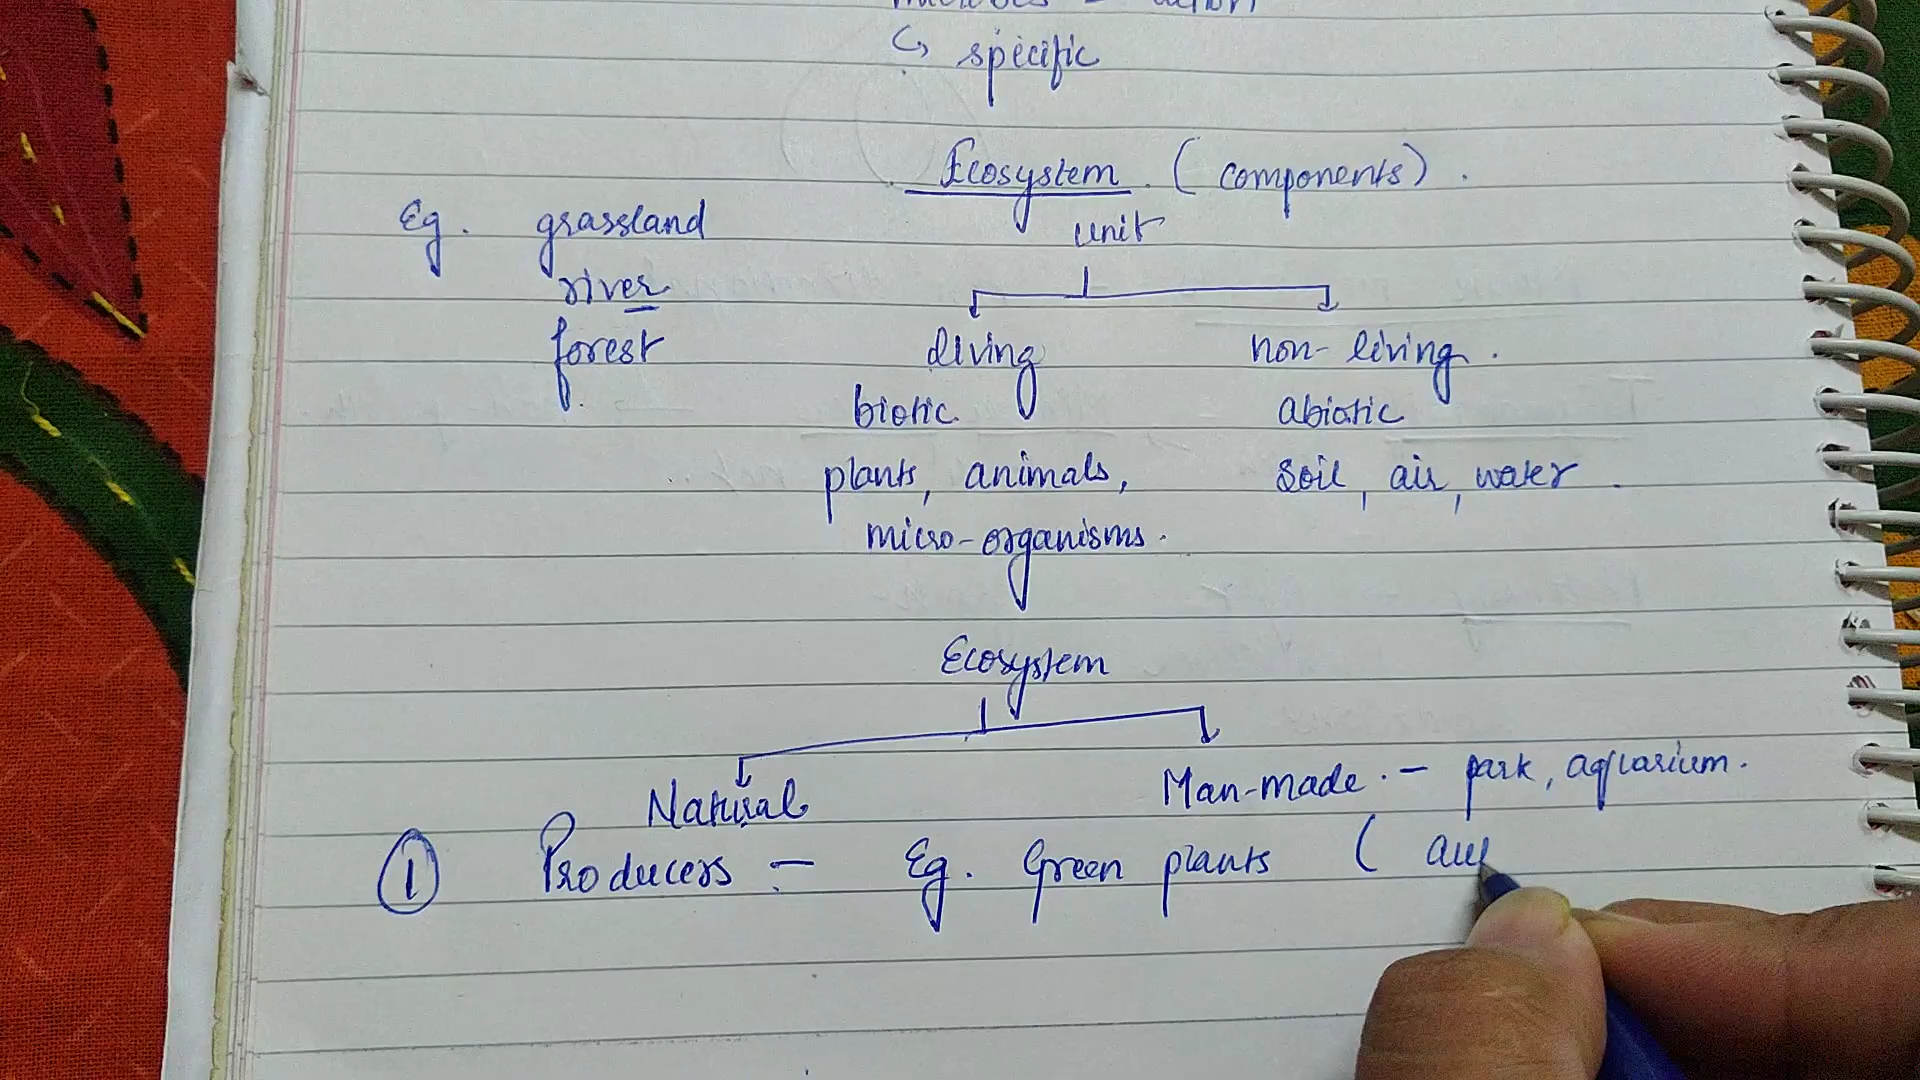 ↳ specific
Ecosystem . ( components ) .
Eg . grassland unit
river
forest living non-living .
biotic abiotic
plants, animals, soil, air, water .
micro-organisms .
Ecosystem
Natural Man-made . - park, aquarium .
① Producers :- Eg . Green plants ( au